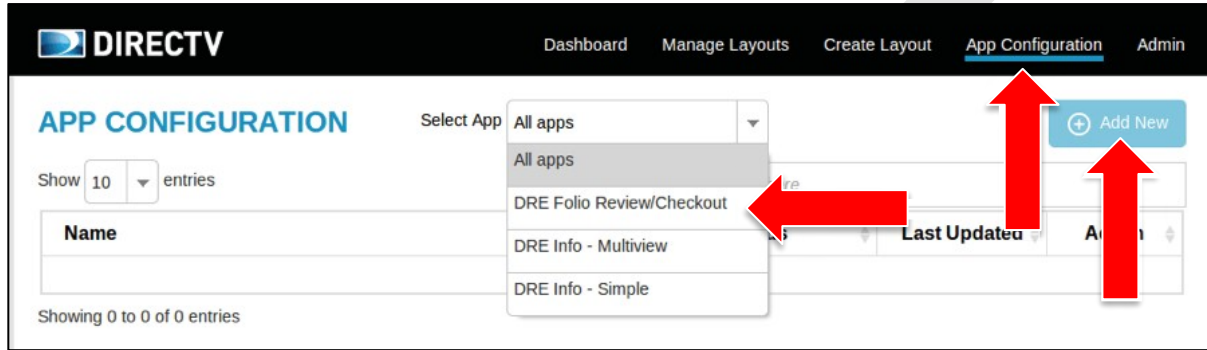 DIRECTV
Dashboard Manage Layouts Create Layout App Configuration Admin
APP CONFIGURATION Select App All apps Add New
All apps
Show 10 entries
DRE Folio Review/Checkout
Name Last Updated
DRE Info - Multiview
DRE Info - Simple
Showing 0 to 0 of 0 entries